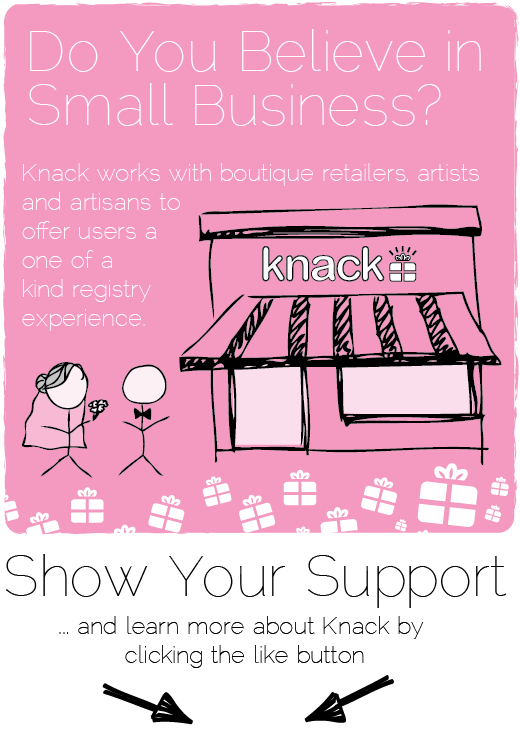 Do You Believe in
Small Business?
Knack works with boutique retailers, artists
and artisans to
offer users a
one of a
kind registry
experience.
knack
Show Your Support
... and learn more about Knack by
clicking the like button